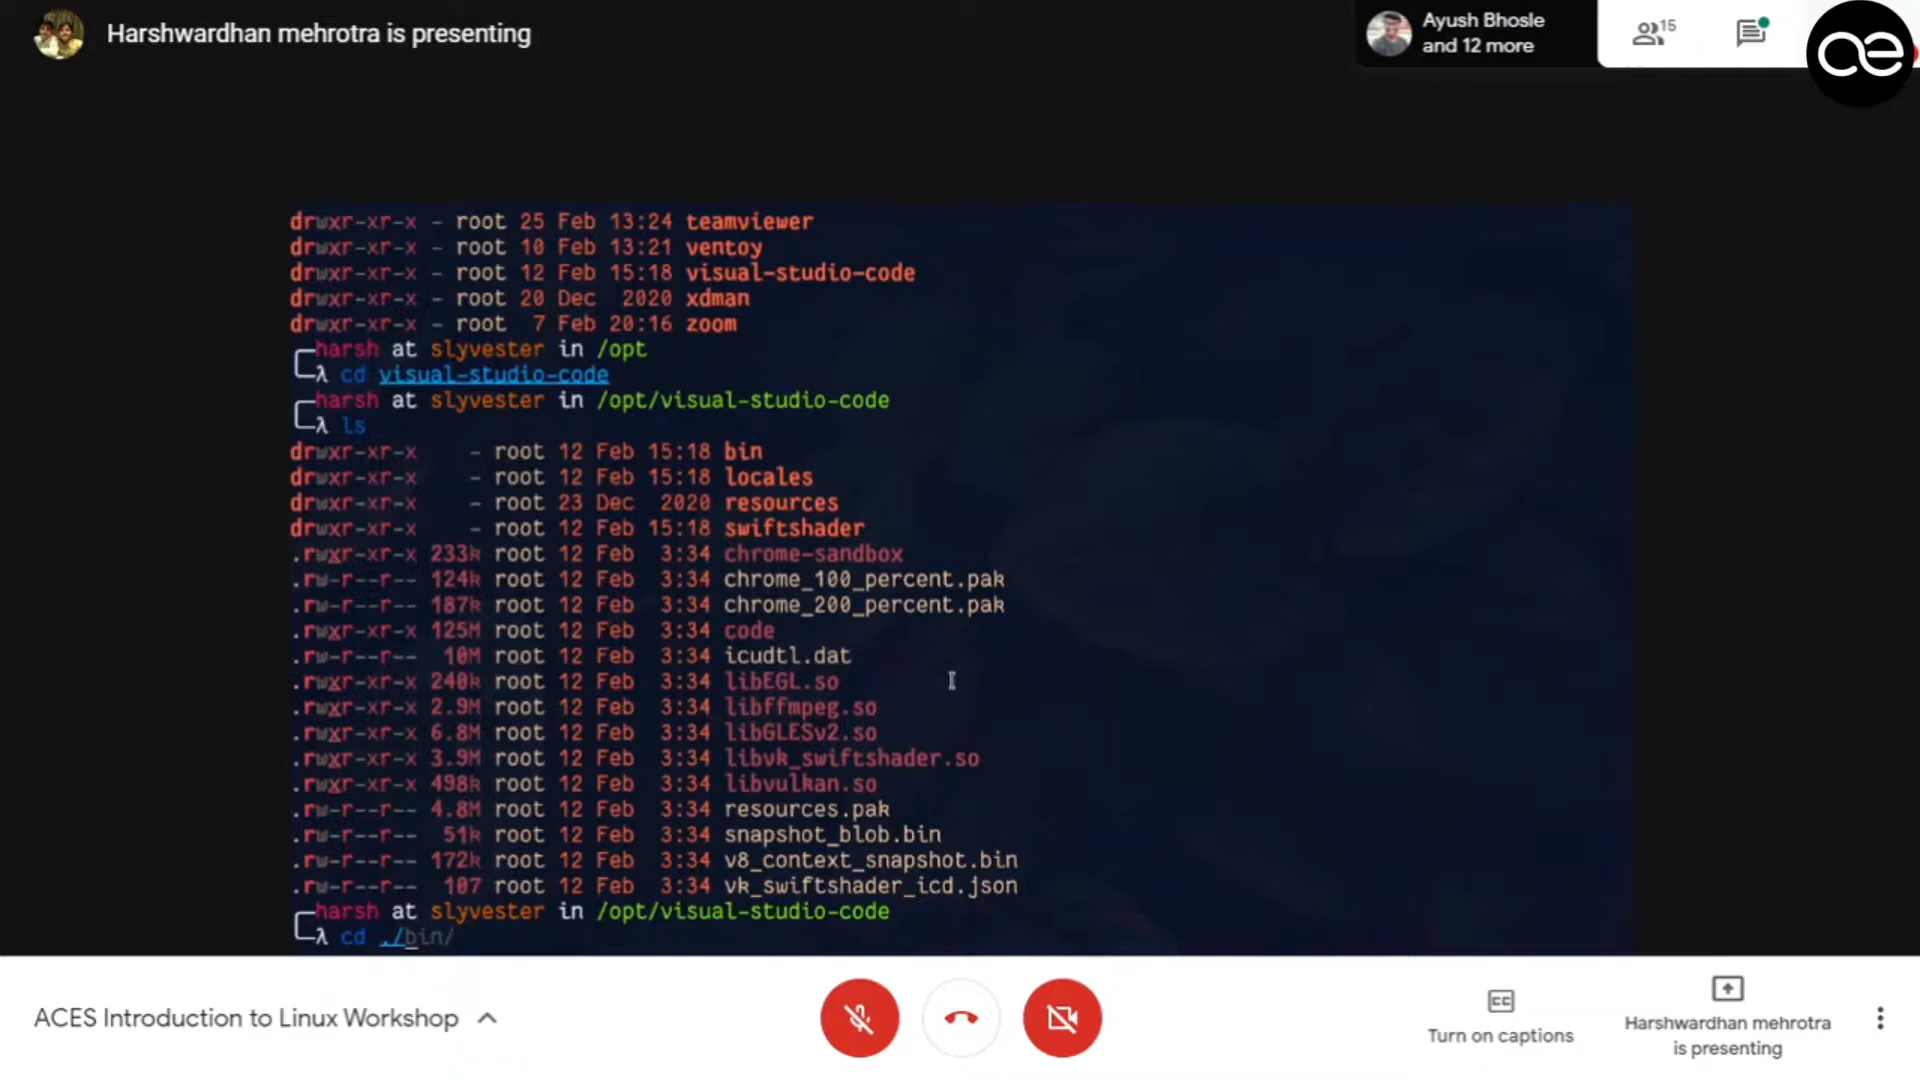 Harshwardhan mehrotra is presenting
Ayush Bhosle
and 12 more
15
drwxr-xr-x - root 25 Feb 13:24 teamviewer
drwxr-xr-x - root 10 Feb 13:21 ventoy
drwxr-xr-x - root 12 Feb 15:18 visual-studio-code
drwxr-xr-x - root 20 Dec 2020 xdman
drwxr-xr-x - root 7 Feb 20:16 zoom
harsh at slyvester in /opt
λ cd visual-studio-code
harsh at slyvester in /opt/visual-studio-code
λ ls
drwxr-xr-x - root 12 Feb 15:18 bin
drwxr-xr-x - root 12 Feb 15:18 locales
drwxr-xr-x - root 23 Dec 2020 resources
drwxr-xr-x - root 12 Feb 15:18 swiftshader
.rwxr-xr-x 233k root 12 Feb 3:34 chrome-sandbox
.rw-r--r-- 124k root 12 Feb 3:34 chrome_100_percent.pak
.rw-r--r-- 187k root 12 Feb 3:34 chrome_200_percent.pak
.rwxr-xr-x 125M root 12 Feb 3:34 code
.rw-r--r-- 10M root 12 Feb 3:34 icudtl.dat
.rwxr-xr-x 240k root 12 Feb 3:34 libEGL.so
.rwxr-xr-x 2.9M root 12 Feb 3:34 libffmpeg.so
.rwxr-xr-x 6.8M root 12 Feb 3:34 libGLESv2.so
.rwxr-xr-x 3.9M root 12 Feb 3:34 libvk_swiftshader.so
.rwxr-xr-x 498k root 12 Feb 3:34 libvulkan.so
.rw-r--r-- 4.8M root 12 Feb 3:34 resources.pak
.rw-r--r-- 51k root 12 Feb 3:34 snapshot_blob.bin
.rw-r--r-- 172k root 12 Feb 3:34 v8_context_snapshot.bin
.rw-r--r-- 107 root 12 Feb 3:34 vk_swiftshader_icd.json
harsh at slyvester in /opt/visual-studio-code
λ cd ./bin/
ACES Introduction to Linux Workshop
CC
Turn on captions
Harshwardhan mehrotra
is presenting